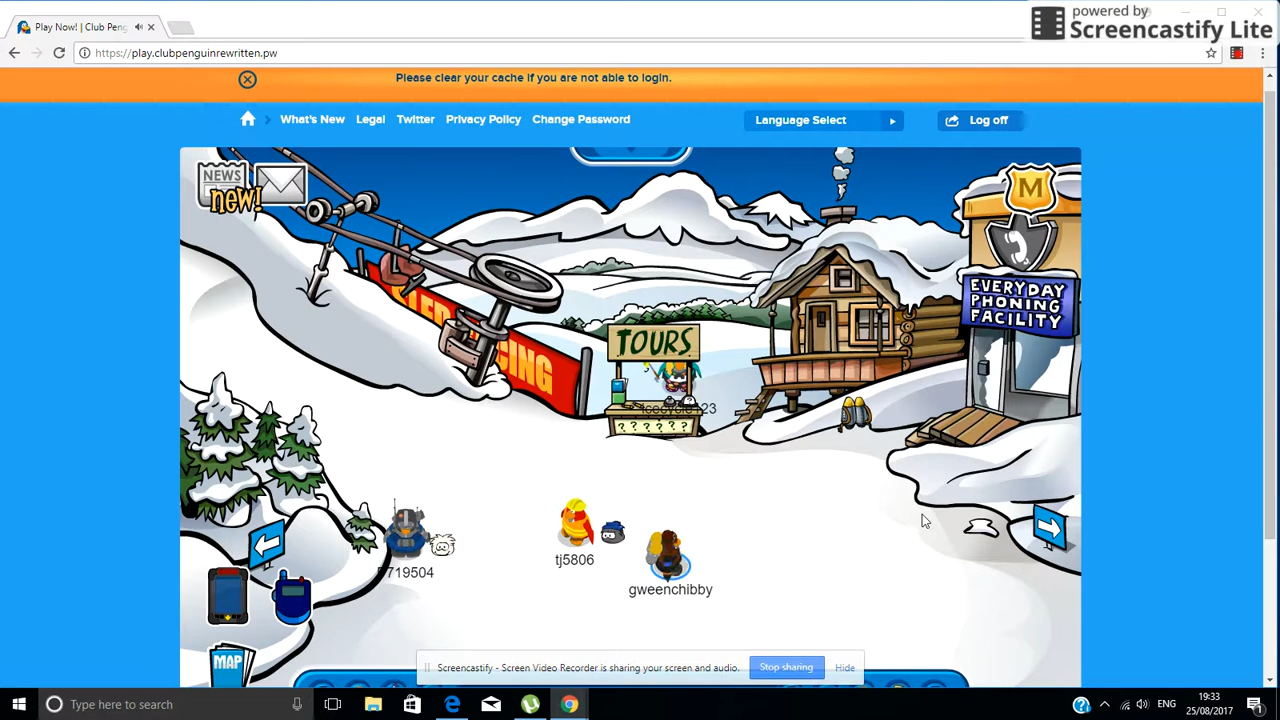 powered by
Screencastify Lite
Play Now! | Club Peng
https://play.clubpenguinrewritten.pw
Please clear your cache if you are not able to login.
What's New
Legal
Twitter
Privacy Policy
Change Password
Language Select
Log off
NEWS
new!
M
EVERYDAY
PHONING
FACILITY
TOURS
? ? ? ? ? ?
tj5806
719504
gweenchibby
MAP
Screencastify - Screen Video Recorder is sharing your screen and audio.
Stop sharing
Hide
Type here to search
ENG
19:33
25/08/2017